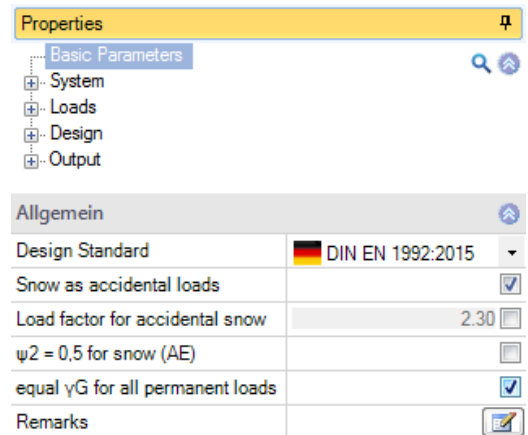 Properties
Basic Parameters
System
Loads
Design
Output
Allgemein
Design Standard DIN EN 1992:2015
Snow as accidental loads
Load factor for accidental snow 2.30
ψ2 = 0,5 for snow (AE)
equal γG for all permanent loads
Remarks